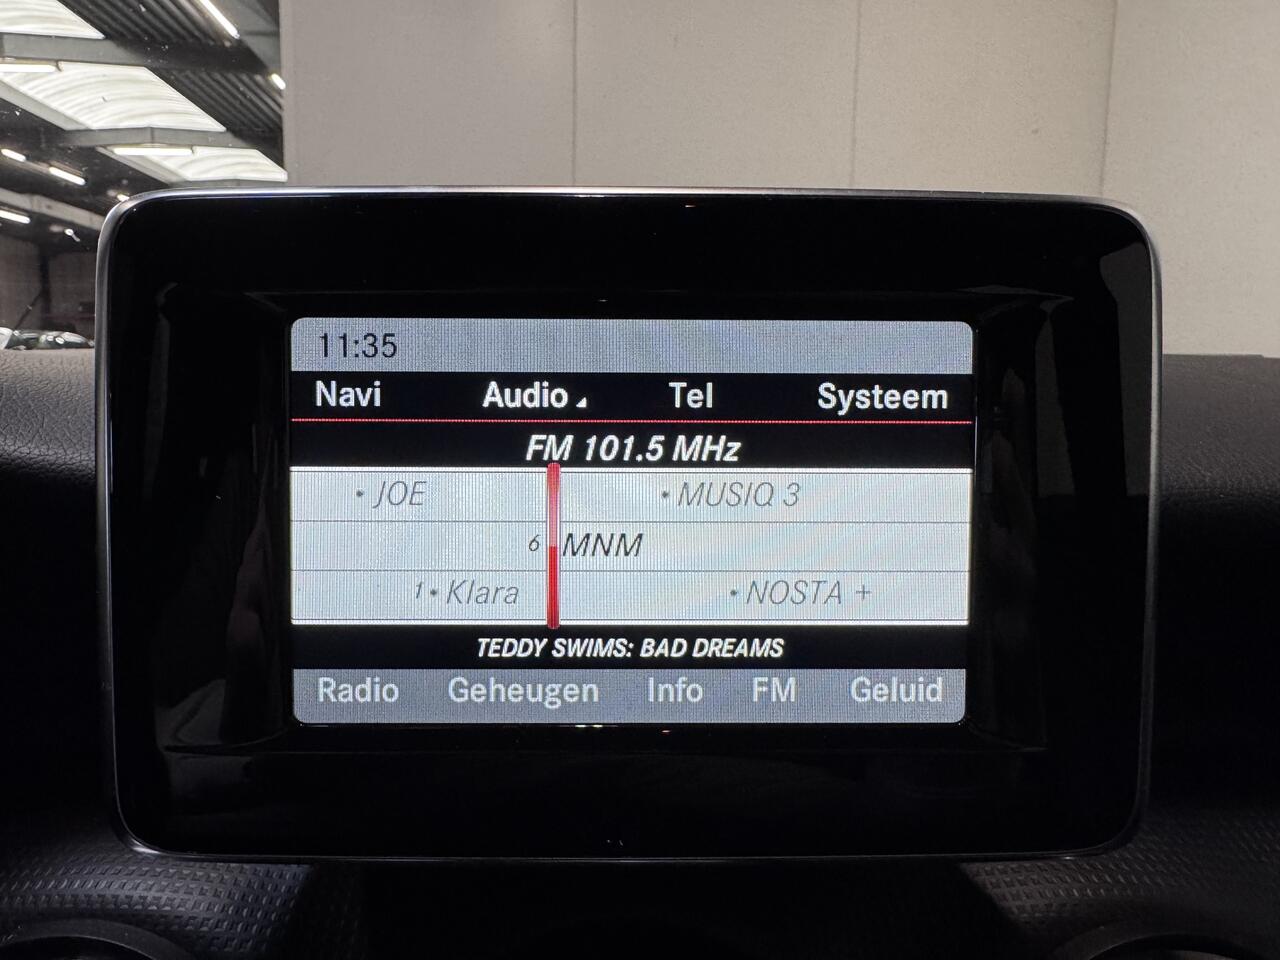 11:35
Navi Audio Tel Systeem
FM 101.5 MHz
• JOE • MUSIQ 3
6 MNM
1• Klara • NOSTA +
TEDDY SWIMS: BAD DREAMS
Radio Geheugen Info FM Geluid